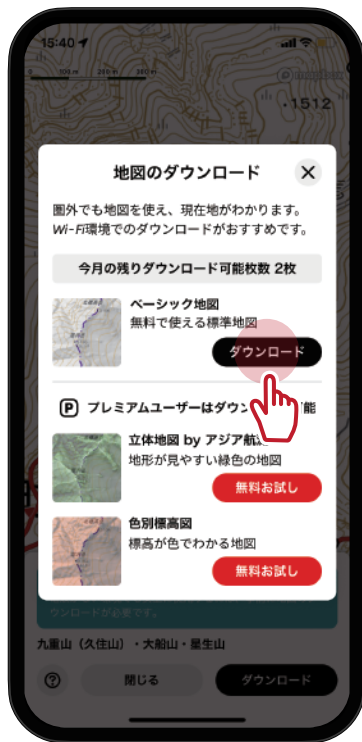 15:40
100m 200m 300m
mapbox
・1512
地図のダウンロード
圏外でも地図を使え、現在地がわかります。
Wi-Fi環境でのダウンロードがおすすめです。
今月の残りダウンロード可能枚数 2枚
ベーシック地図
無料で使える標準地図
ダウンロード
P プレミアムユーザーはダウン 能
立体地図 by アジア航
地形が見やすい緑色の地図
無料お試し
色別標高図
標高が色でわかる地図
無料お試し
ウンロードが必要です。
九重山（久住山）・大船山・星生山
?
閉じる
ダウンロード